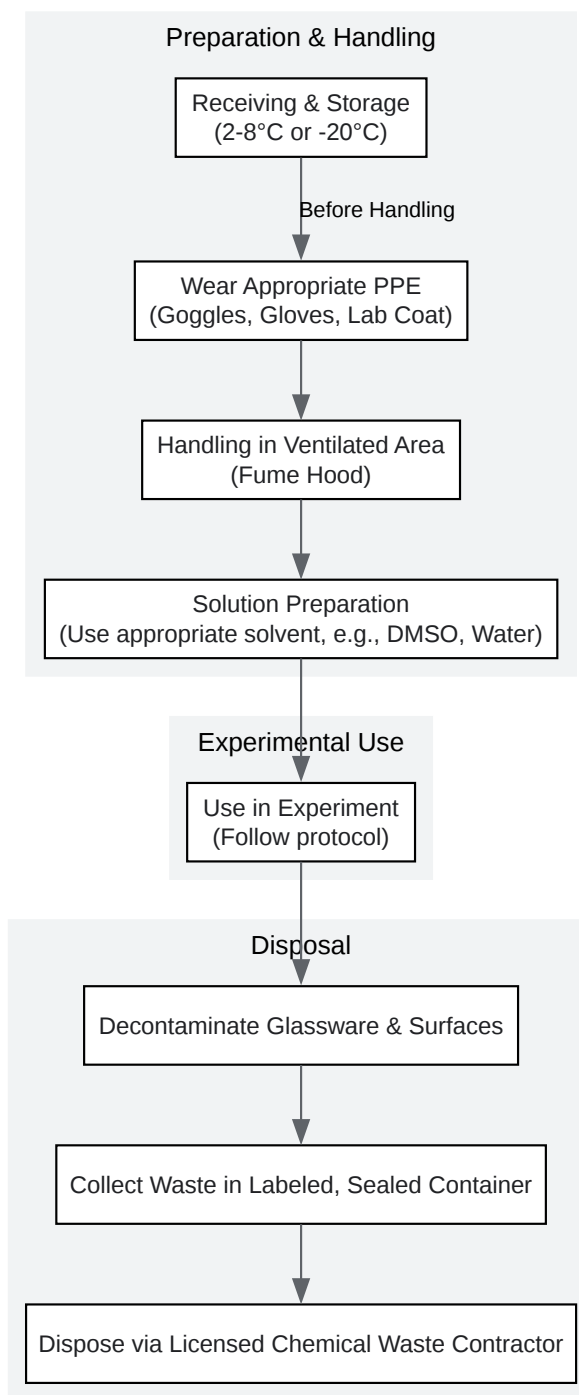 Preparation & Handling
Receiving & Storage
(2-8°C or -20°C)
Before Handling
Wear Appropriate PPE
(Goggles, Gloves, Lab Coat)
Handling in Ventilated Area
(Fume Hood)
Solution Preparation
(Use appropriate solvent, e.g., DMSO, Water)
Experimental Use
Use in Experiment
(Follow protocol)
Disposal
Decontaminate Glassware & Surfaces
Collect Waste in Labeled, Sealed Container
Dispose via Licensed Chemical Waste Contractor